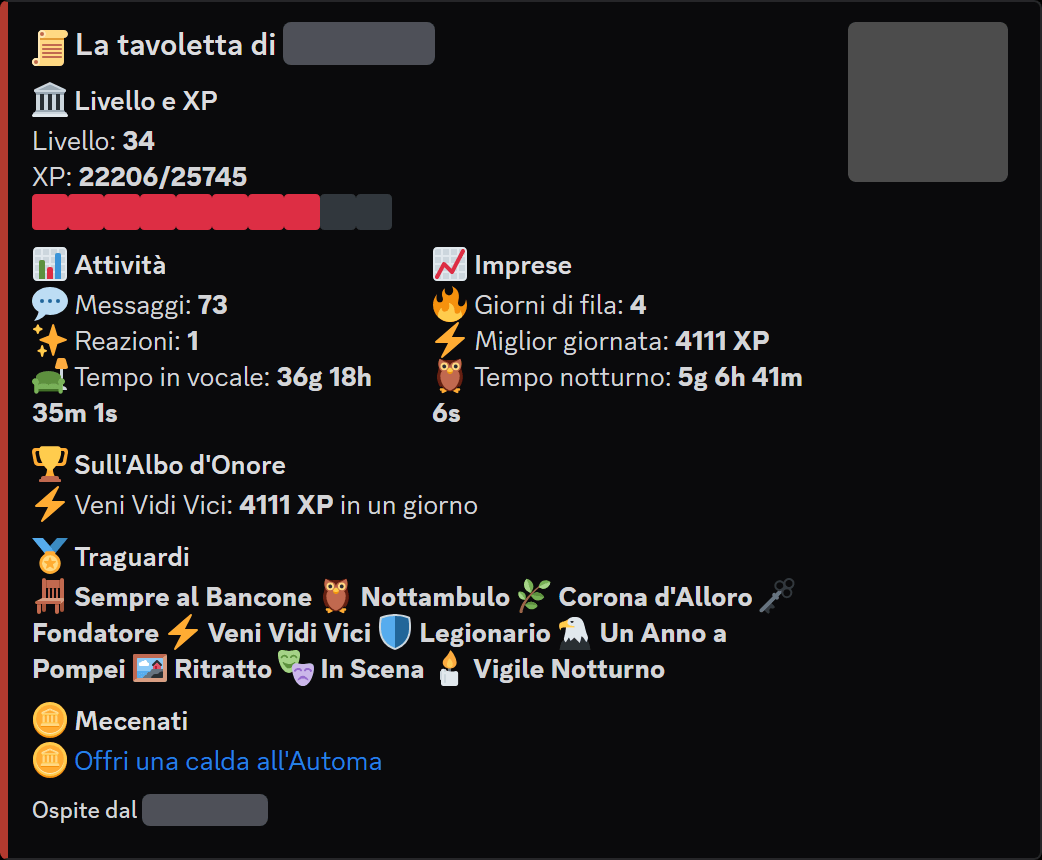 La tavoletta di
Livello e XP
Livello: 34
XP: 22206/25745
Attività
Messaggi: 73
Reazioni: 1
Tempo in vocale: 36g 18h
35m 1s
Imprese
Giorni di fila: 4
Miglior giornata: 4111 XP
Tempo notturno: 5g 6h 41m
6s
Sull'Albo d'Onore
Veni Vidi Vici: 4111 XP in un giorno
Traguardi
Sempre al Bancone Nottambulo Corona d'Alloro
Fondatore Veni Vidi Vici Legionario Un Anno a
Pompei Ritratto In Scena Vigile Notturno
Mecenati
Offri una calda all'Automa
Ospite dal